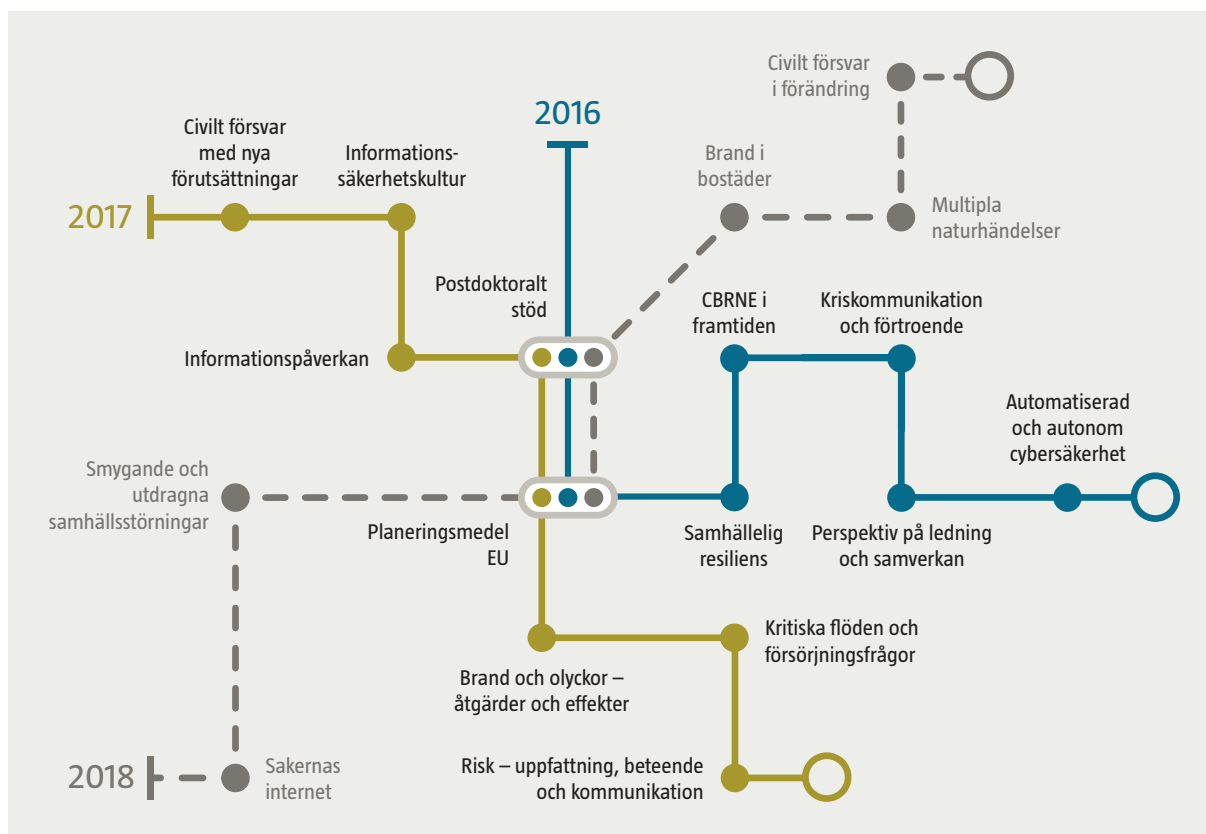 Civilt försvar
i förändring
2016
Civilt försvar
med nya
förutsättningar
Informations-
säkerhetskultur
Brand i
bostäder
2017
Multipla
naturhändelser
Postdoktoralt
stöd
CBRNE i
framtiden
Kriskommunikation
och förtroende
Informationspåverkan
Automatiserad
och autonom
cybersäkerhet
Smygande och
utdragna
samhällsstörningar
Planeringsmedel
EU
Samhällelig
resiliens
Perspektiv på ledning
och samverkan
Kritiska flöden och
försörjningsfrågor
Brand och olyckor –
åtgärder och effekter
2018
Sakernas
internet
Risk – uppfattning, beteende
och kommunikation